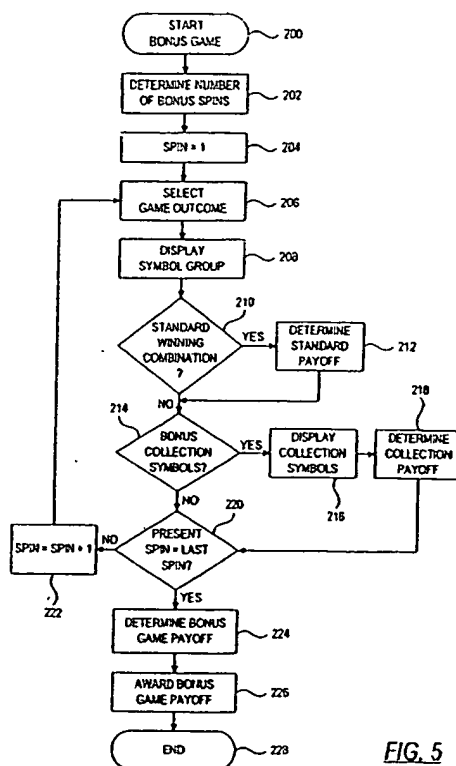 START
BONUS GAME
200
DETERMINE NUMBER
OF BONUS SPINS
202
SPIN = 1
204
SELECT
GAME OUTCOME
206
DISPLAY
SYMBOL GROUP
208
210
STANDARD
WINNING
COMBINATION
?
YES
DETERMINE
STANDARD
PAYOFF
212
NO
214
BONUS
COLLECTION
SYMBOLS?
YES
DISPLAY
COLLECTION
SYMBOLS
216
218
DETERMINE
COLLECTION
PAYOFF
NO
220
PRESENT
SPIN = LAST
SPIN?
NO
SPIN = SPIN + 1
222
YES
DETERMINE BONUS
GAME PAYOFF
224
AWARD BONUS
GAME PAYOFF
226
END
228
FIG. 5